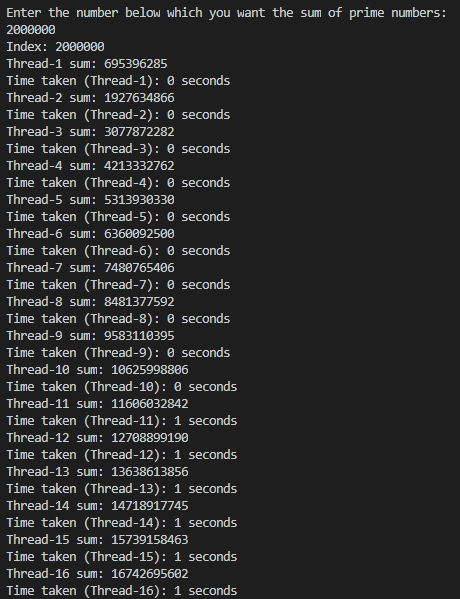 Enter the number below which you want the sum of prime numbers:
2000000
Index: 2000000
Thread-1 sum: 695396285
Time taken (Thread-1): 0 seconds
Thread-2 sum: 1927634866
Time taken (Thread-2): 0 seconds
Thread-3 sum: 3077872282
Time taken (Thread-3): 0 seconds
Thread-4 sum: 4213332762
Time taken (Thread-4): 0 seconds
Thread-5 sum: 5313930330
Time taken (Thread-5): 0 seconds
Thread-6 sum: 6360092500
Time taken (Thread-6): 0 seconds
Thread-7 sum: 7480765406
Time taken (Thread-7): 0 seconds
Thread-8 sum: 8481377592
Time taken (Thread-8): 0 seconds
Thread-9 sum: 9583110395
Time taken (Thread-9): 0 seconds
Thread-10 sum: 10625998806
Time taken (Thread-10): 0 seconds
Thread-11 sum: 11606032842
Time taken (Thread-11): 1 seconds
Thread-12 sum: 12708899190
Time taken (Thread-12): 1 seconds
Thread-13 sum: 13638613856
Time taken (Thread-13): 1 seconds
Thread-14 sum: 14718917745
Time taken (Thread-14): 1 seconds
Thread-15 sum: 15739158463
Time taken (Thread-15): 1 seconds
Thread-16 sum: 16742695602
Time taken (Thread-16): 1 seconds